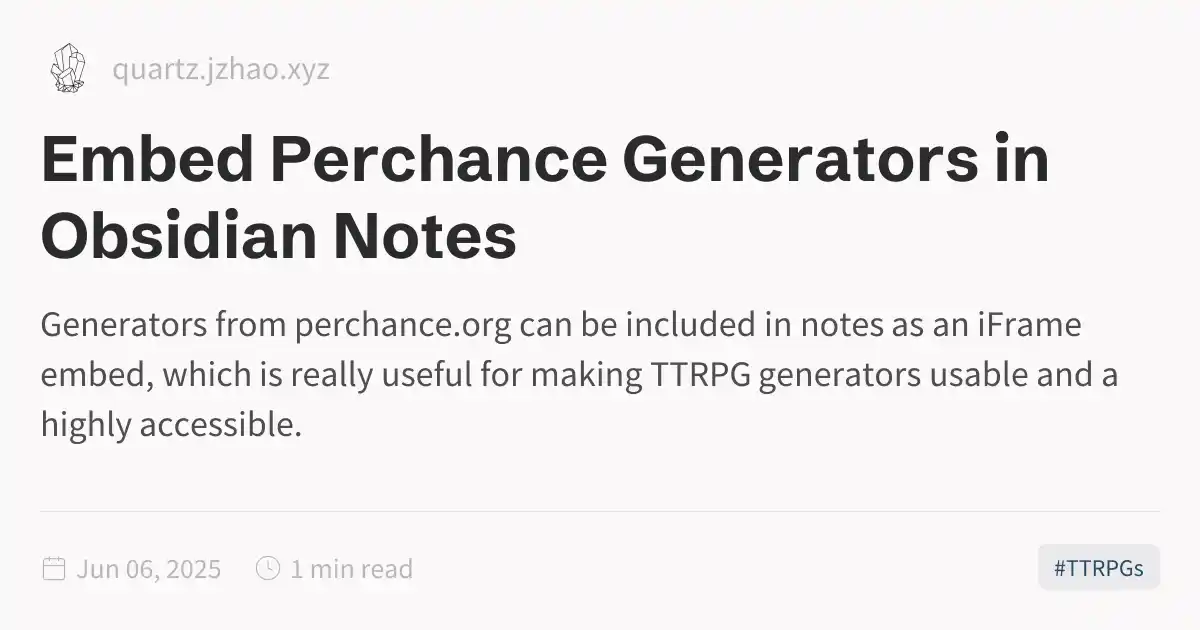 quartz.jzhao.xyz
Embed Perchance Generators in
Obsidian Notes
Generators from perchance.org can be included in notes as an iFrame
embed, which is really useful for making TTRPG generators usable and a
highly accessible.
Jun 06, 2025
1 min read
#TTRPGs